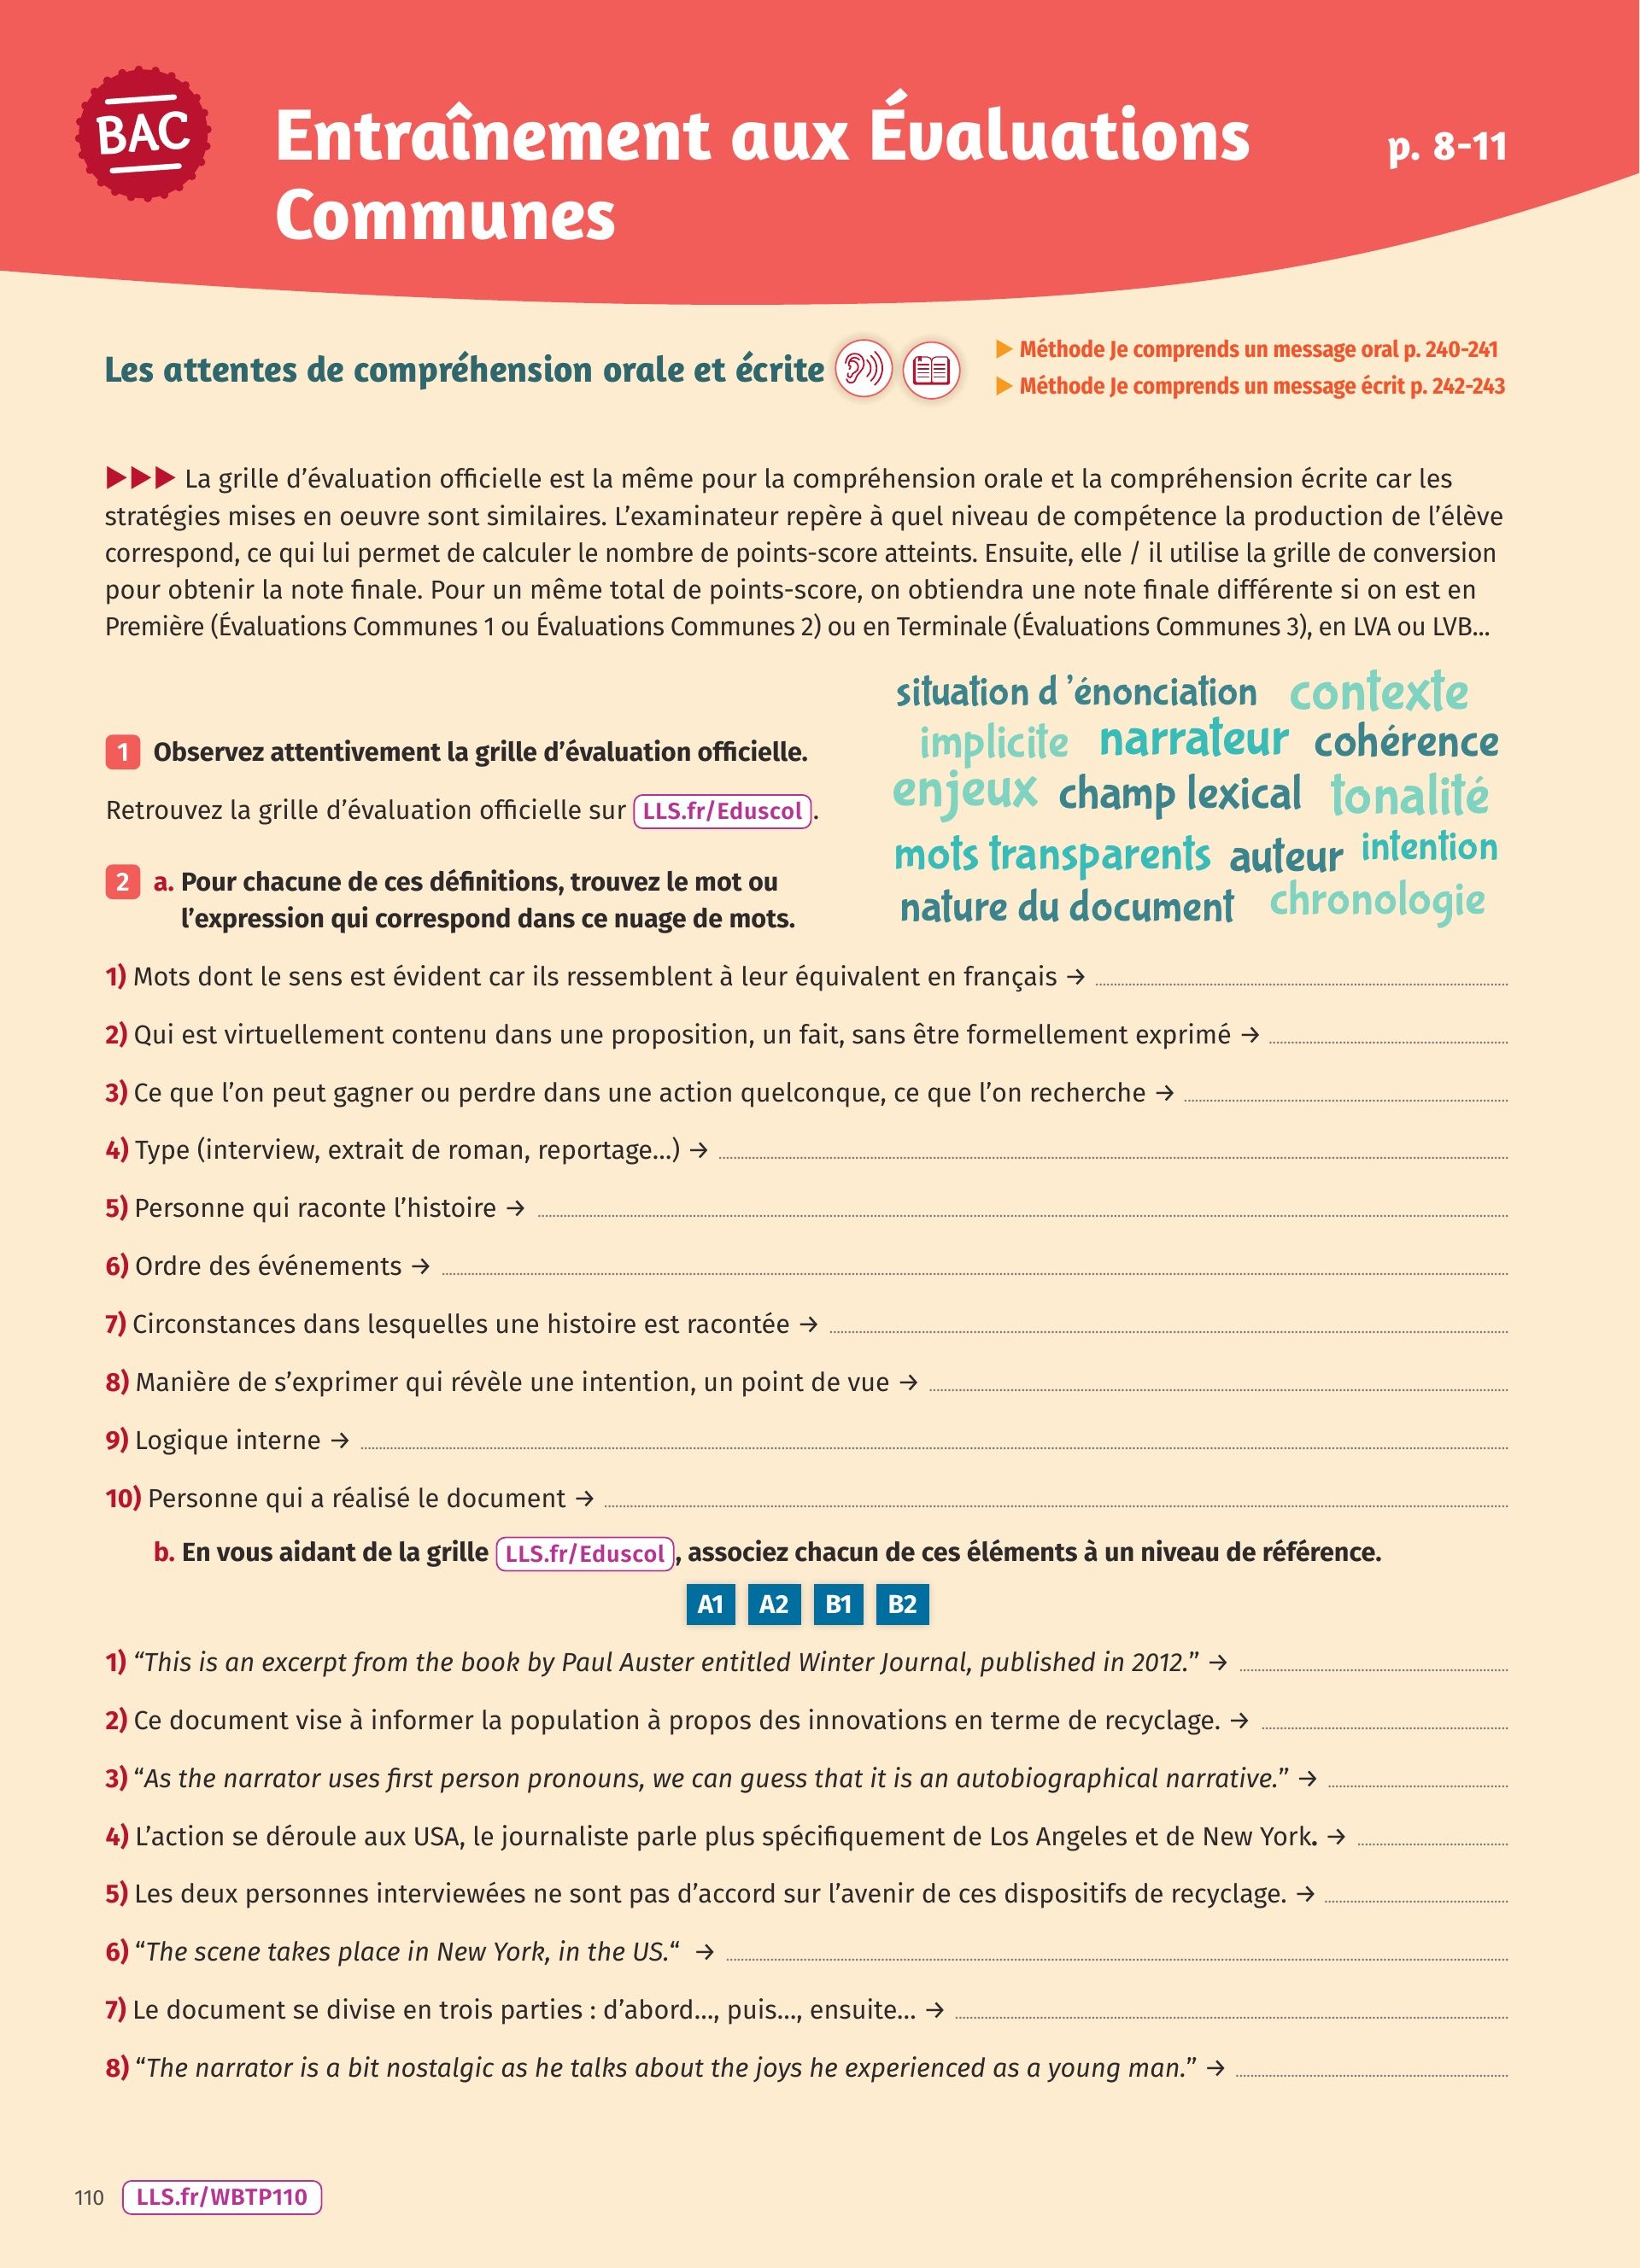 BAC
Entraînement aux Évaluations
Communes
p. 8-11
Les attentes de compréhension orale et écrite
▶ Méthode Je comprends un message oral p. 240-241
▶ Méthode Je comprends un message écrit p. 242-243
▶▶▶ La grille d’évaluation officielle est la même pour la compréhension orale et la compréhension écrite car les
stratégies mises en oeuvre sont similaires. L’examinateur repère à quel niveau de compétence la production de l’élève
correspond, ce qui lui permet de calculer le nombre de points-score atteints. Ensuite, elle / il utilise la grille de conversion
pour obtenir la note finale. Pour un même total de points-score, on obtiendra une note finale différente si on est en
Première (Évaluations Communes 1 ou Évaluations Communes 2) ou en Terminale (Évaluations Communes 3), en LVA ou LVB…
situation d ’énonciation contexte
implicite narrateur cohérence
enjeux champ lexical tonalité
mots transparents auteur intention
nature du document chronologie
1 Observez attentivement la grille d’évaluation officielle.
Retrouvez la grille d’évaluation officielle sur LLS.fr/Eduscol.
2 a. Pour chacune de ces définitions, trouvez le mot ou
l’expression qui correspond dans ce nuage de mots.
1) Mots dont le sens est évident car ils ressemblent à leur équivalent en français →
2) Qui est virtuellement contenu dans une proposition, un fait, sans être formellement exprimé →
3) Ce que l’on peut gagner ou perdre dans une action quelconque, ce que l’on recherche →
4) Type (interview, extrait de roman, reportage…) →
5) Personne qui raconte l’histoire →
6) Ordre des événements →
7) Circonstances dans lesquelles une histoire est racontée →
8) Manière de s’exprimer qui révèle une intention, un point de vue →
9) Logique interne →
10) Personne qui a réalisé le document →
b. En vous aidant de la grille LLS.fr/Eduscol, associez chacun de ces éléments à un niveau de référence.
A1 A2 B1 B2
1) “This is an excerpt from the book by Paul Auster entitled Winter Journal, published in 2012.” →
2) Ce document vise à informer la population à propos des innovations en terme de recyclage. →
3) “As the narrator uses first person pronouns, we can guess that it is an autobiographical narrative.” →
4) L’action se déroule aux USA, le journaliste parle plus spécifiquement de Los Angeles et de New York. →
5) Les deux personnes interviewées ne sont pas d’accord sur l’avenir de ces dispositifs de recyclage. →
6) “The scene takes place in New York, in the US.“ →
7) Le document se divise en trois parties : d’abord…, puis…, ensuite… →
8) “The narrator is a bit nostalgic as he talks about the joys he experienced as a young man.” →
110 LLS.fr/WBTP110